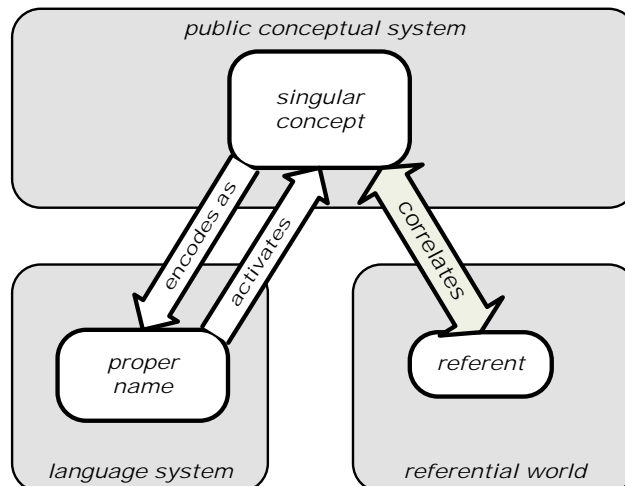 public conceptual system
singular
concept
encodes as
activates
correlates
proper
name
referent
language system
referential world